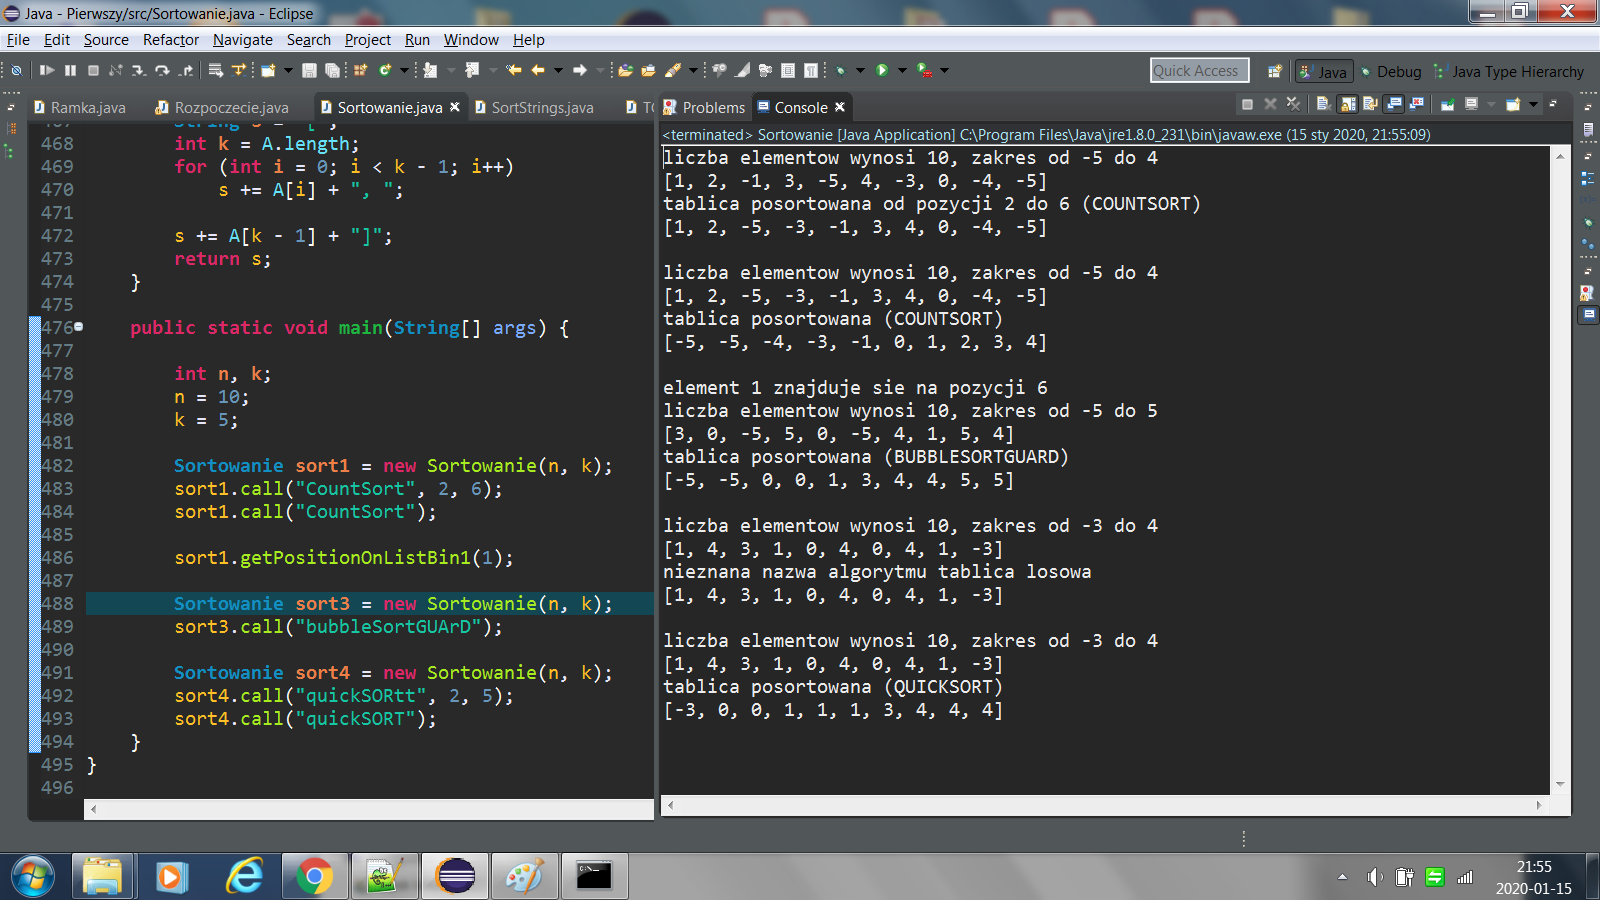 Java - Pierwszy/src/Sortowanie.java - Eclipse
File Edit Source Refactor Navigate Search Project Run Window Help
Quick Access Java Debug Java Type Hierarchy
Ramka.java Rozpoczecie.java Sortowanie.java SortStrings.java Problems Console
<terminated> Sortowanie [Java Application] C:\Program Files\Java\jre1.8.0_231\bin\javaw.exe (15 sty 2020, 21:55:09)
468 int k = A.length;
469 for (int i = 0; i < k - 1; i++)
470 s += A[i] + ", ";
471
472 s += A[k - 1] + "]";
473 return s;
474 }
475
476 public static void main(String[] args) {
477
478 int n, k;
479 n = 10;
480 k = 5;
481
482 Sortowanie sort1 = new Sortowanie(n, k);
483 sort1.call("CountSort", 2, 6);
484 sort1.call("CountSort");
485
486 sort1.getPositionOnListBin1(1);
487
488 Sortowanie sort3 = new Sortowanie(n, k);
489 sort3.call("bubbleSortGUArD");
490
491 Sortowanie sort4 = new Sortowanie(n, k);
492 sort4.call("quickSORtt", 2, 5);
493 sort4.call("quickSORT");
494 }
495 }
496
liczba elementow wynosi 10, zakres od -5 do 4
[1, 2, -1, 3, -5, 4, -3, 0, -4, -5]
tablica posortowana od pozycji 2 do 6 (COUNTSORT)
[1, 2, -5, -3, -1, 3, 4, 0, -4, -5]
liczba elementow wynosi 10, zakres od -5 do 4
[1, 2, -5, -3, -1, 3, 4, 0, -4, -5]
tablica posortowana (COUNTSORT)
[-5, -5, -4, -3, -1, 0, 1, 2, 3, 4]
element 1 znajduje sie na pozycji 6
liczba elementow wynosi 10, zakres od -5 do 5
[3, 0, -5, 5, 0, -5, 4, 1, 5, 4]
tablica posortowana (BUBBLESORTGUARD)
[-5, -5, 0, 0, 1, 3, 4, 4, 5, 5]
liczba elementow wynosi 10, zakres od -3 do 4
[1, 4, 3, 1, 0, 4, 0, 4, 1, -3]
nieznana nazwa algorytmu tablica losowa
[1, 4, 3, 1, 0, 4, 0, 4, 1, -3]
liczba elementow wynosi 10, zakres od -3 do 4
[1, 4, 3, 1, 0, 4, 0, 4, 1, -3]
tablica posortowana (QUICKSORT)
[-3, 0, 0, 1, 1, 1, 3, 4, 4, 4]
21:55
2020-01-15